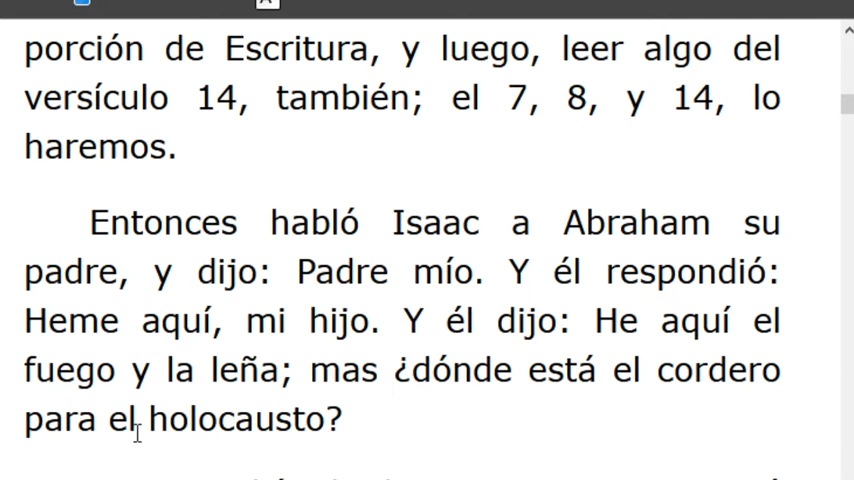 porción de Escritura, y luego, leer algo del
versículo 14, también; el 7, 8, y 14, lo
haremos.
Entonces habló Isaac a Abraham su
padre, y dijo: Padre mío. Y él respondió:
Heme aquí, mi hijo. Y él dijo: He aquí el
fuego y la leña; mas ¿dónde está el cordero
para el holocausto?